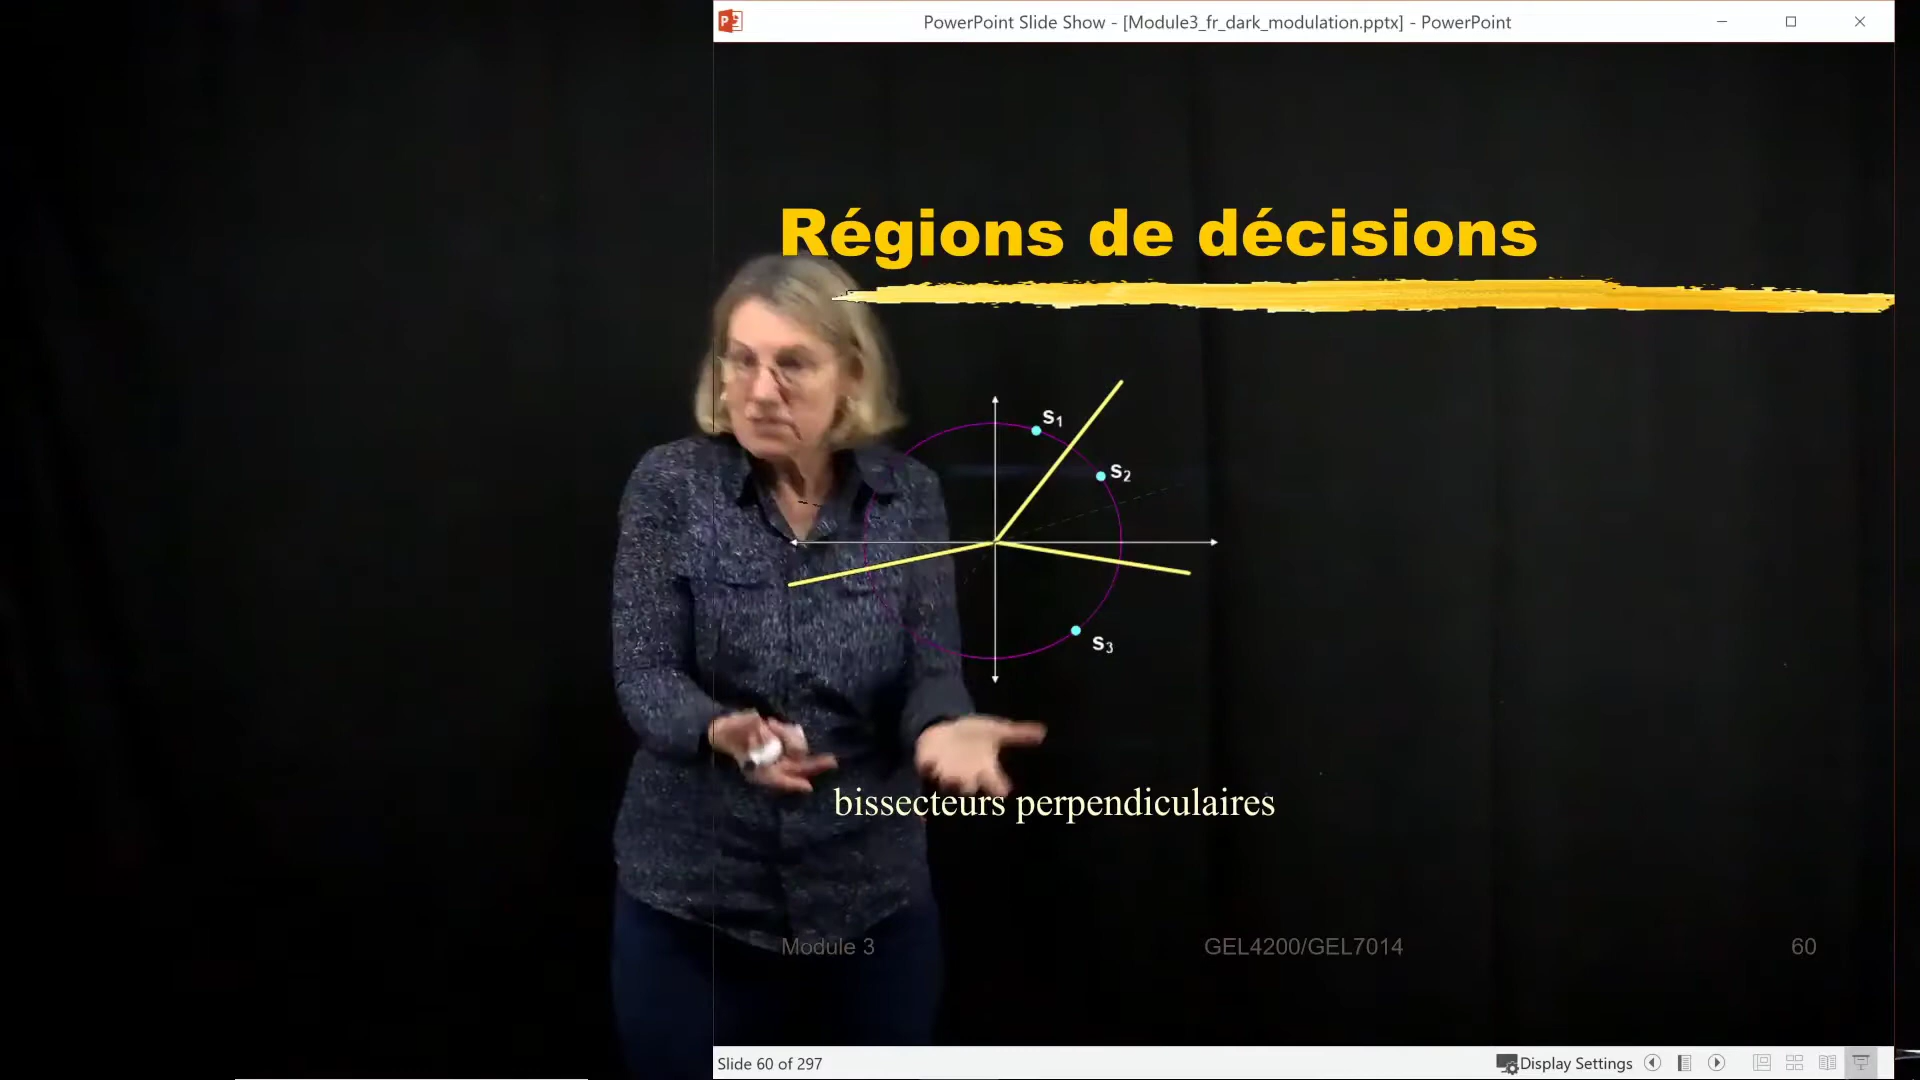 PowerPoint Slide Show - [Module3_fr_dark_modulation.pptx] - PowerPoint
Régions de décisions
s1
s2
s3
bissecteurs perpendiculaires
Module 3
GEL4200/GEL7014
60
Slide 60 of 297
Display Settings